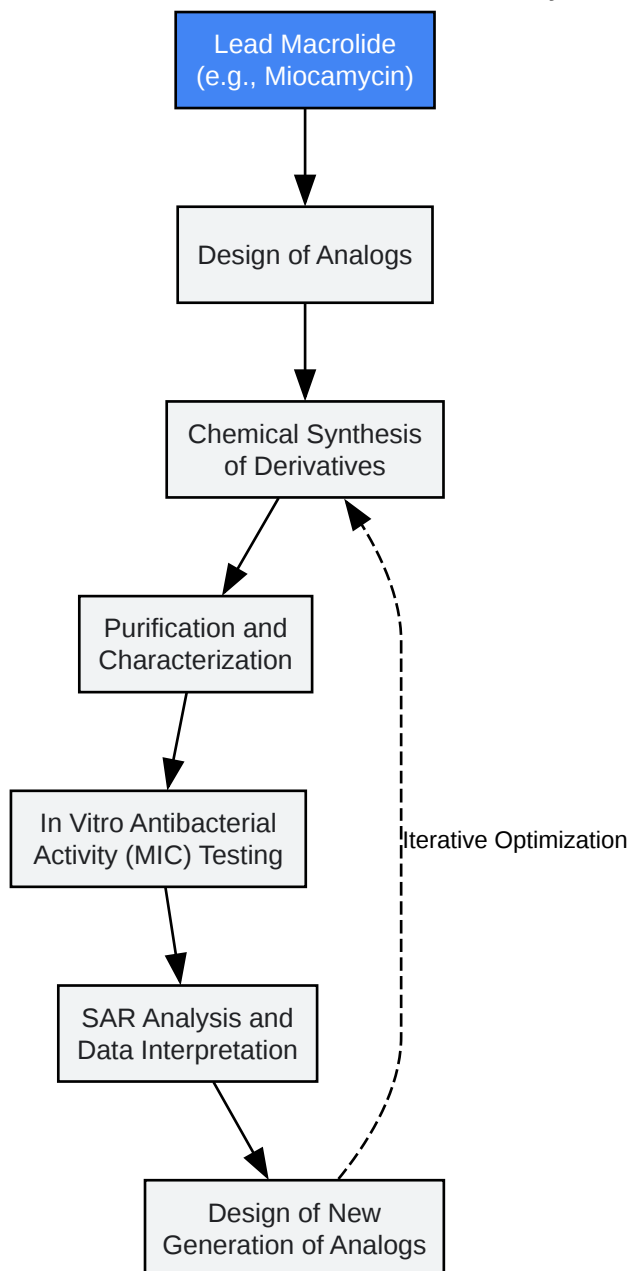 Lead Macrolide
(e.g., Miocamycin)
Design of Analogs
Chemical Synthesis
of Derivatives
Purification and
Characterization
In Vitro Antibacterial
Activity (MIC) Testing
Iterative Optimization
SAR Analysis and
Data Interpretation
Design of New
Generation of Analogs